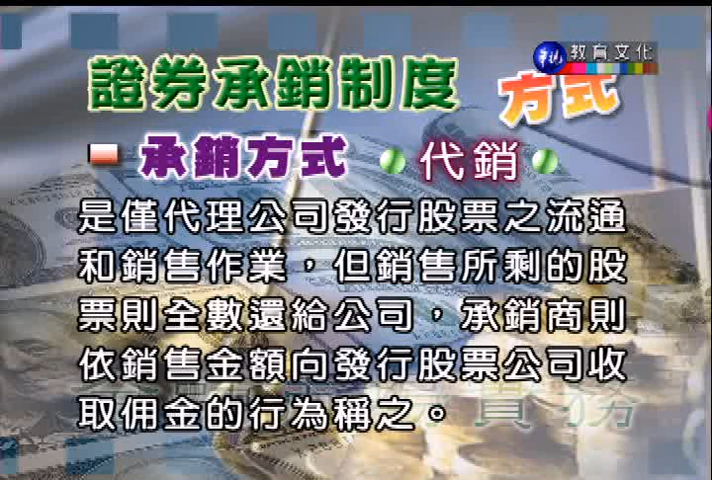 華視 教育文化
證券承銷制度 方式
承銷方式 代銷
是僅代理公司發行股票之流通
和銷售作業，但銷售所剩的股
票則全數還給公司，承銷商則
依銷售金額向發行股票公司收
取佣金的行為稱之。
實務